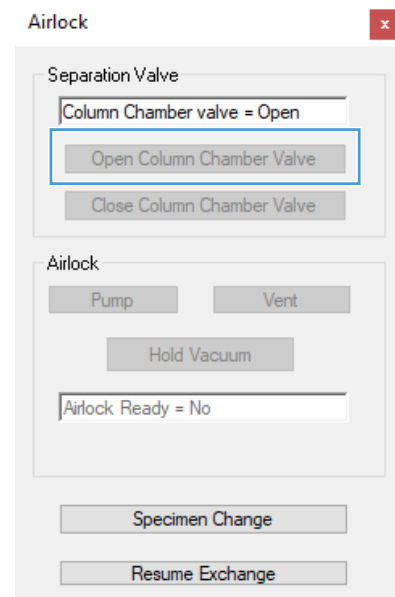 Airlock
x
Separation Valve
Column Chamber valve = Open
Open Column Chamber Valve
Close Column Chamber Valve
Airlock
Pump Vent
Hold Vacuum
Airlock Ready = No
Specimen Change
Resume Exchange